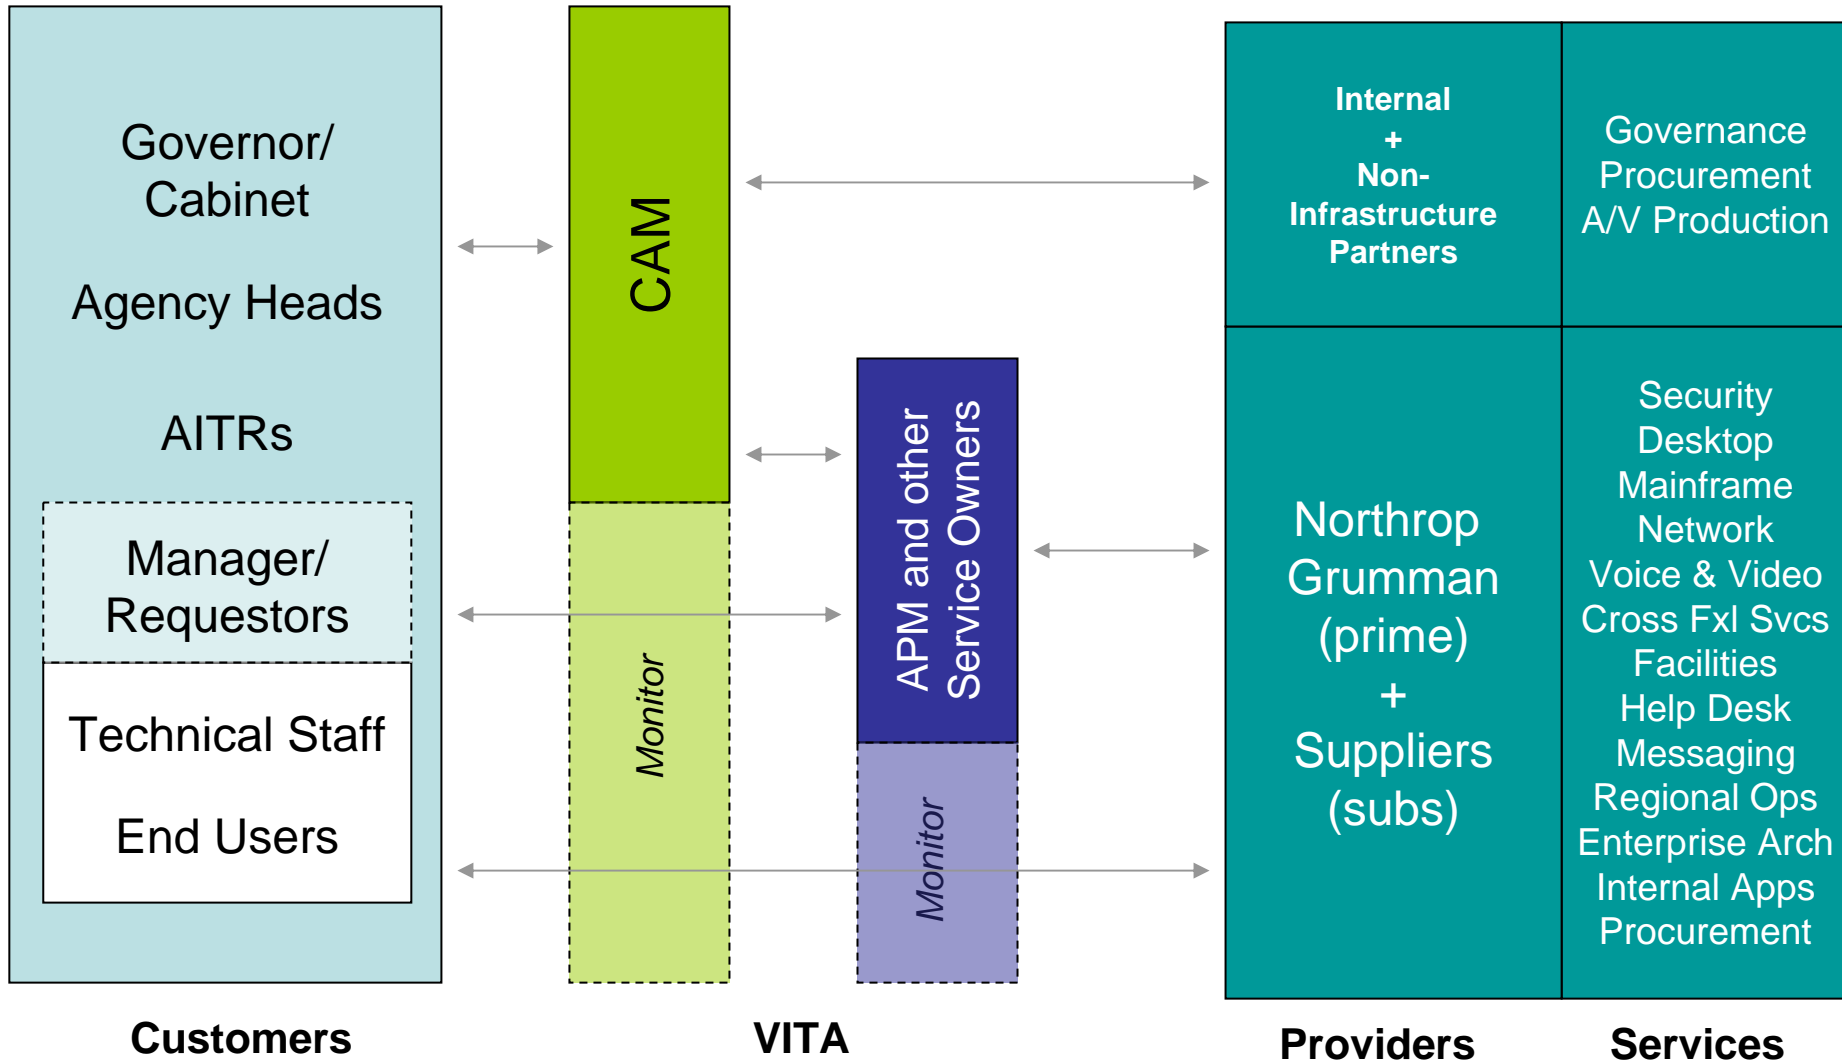 Governor/
Cabinet
Agency Heads
AITRs
Manager/
Requestors
Technical Staff
End Users
CAM
Monitor
APM and other
Service Owners
Monitor
Internal
+
Non-
Infrastructure
Partners
Governance
Procurement
A/V Production
Northrop
Grumman
(prime)
+
Suppliers
(subs)
Security
Desktop
Mainframe
Network
Voice & Video
Cross Fxl Svcs
Facilities
Help Desk
Messaging
Regional Ops
Enterprise Arch
Internal Apps
Procurement
Customers
VITA
Providers
Services